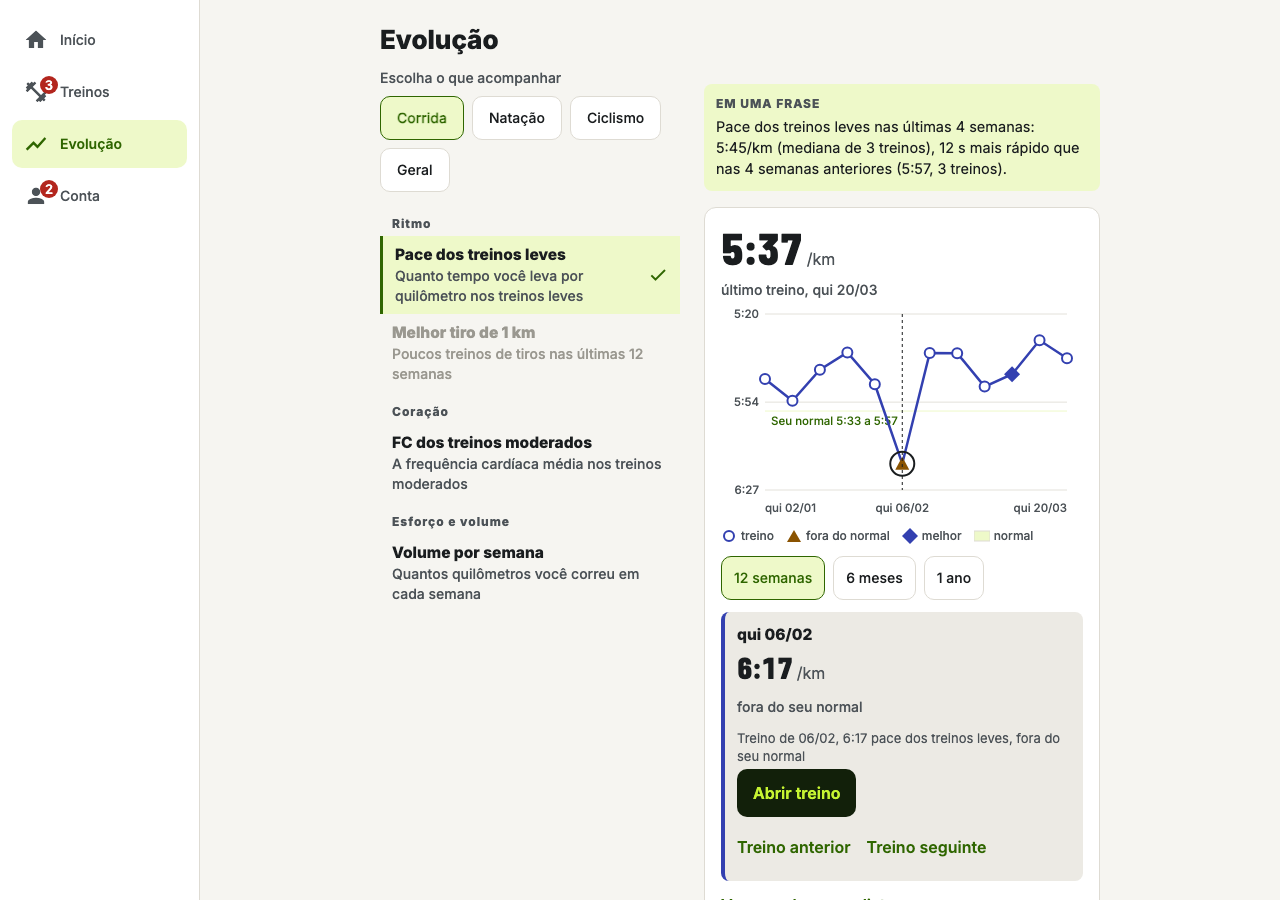 Início
3
Treinos
Evolução
2
Conta
Evolução
Escolha o que acompanhar
Corrida
Natação
Ciclismo
Geral
Ritmo
Pace dos treinos leves
Quanto tempo você leva por
quilômetro nos treinos leves
Melhor tiro de 1 km
Poucos treinos de tiros nas últimas 12
semanas
Coração
FC dos treinos moderados
A frequência cardíaca média nos treinos
moderados
Esforço e volume
Volume por semana
Quantos quilômetros você correu em
cada semana
EM UMA FRASE
Pace dos treinos leves nas últimas 4 semanas:
5:45/km (mediana de 3 treinos), 12 s mais rápido que
nas 4 semanas anteriores (5:57, 3 treinos).
5:37 /km
último treino, qui 20/03
5:20
5:54
Seu normal 5:33 a 5:57
6:27
qui 02/01 qui 06/02 qui 20/03
treino fora do normal melhor normal
12 semanas
6 meses
1 ano
qui 06/02
6:17 /km
fora do seu normal
Treino de 06/02, 6:17 pace dos treinos leves, fora do
seu normal
Abrir treino
Treino anterior Treino seguinte